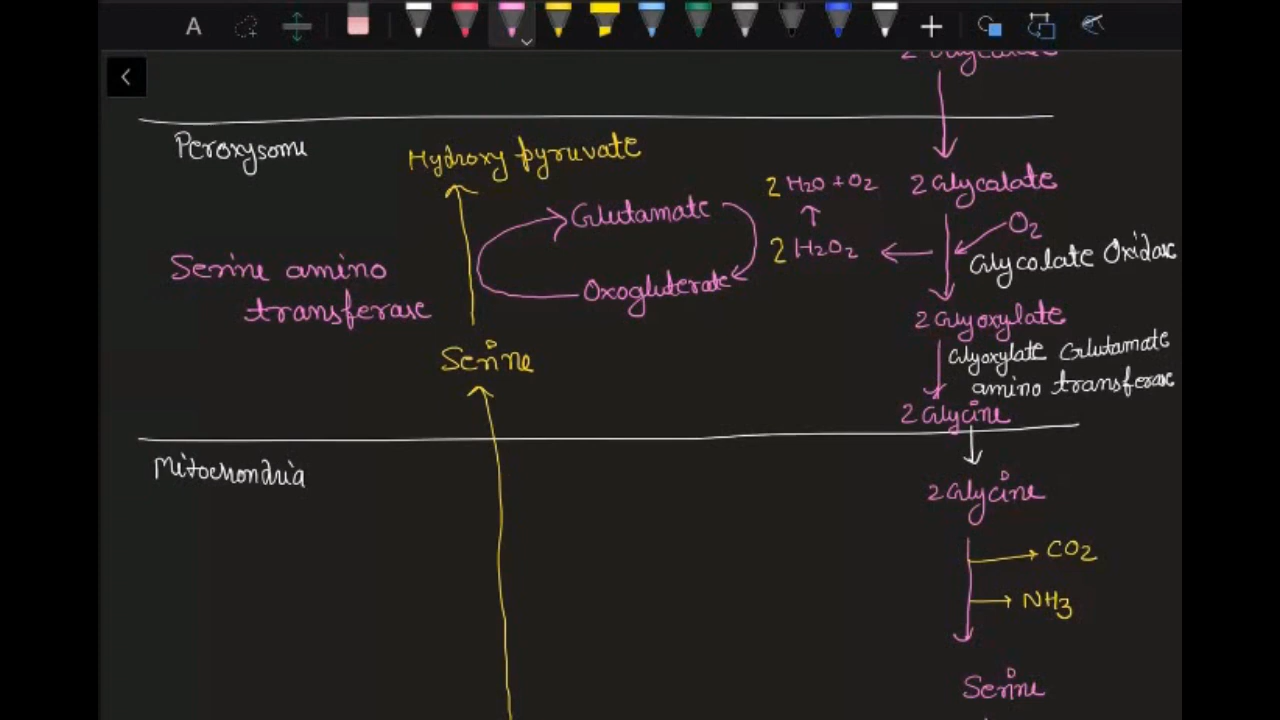 A
Peroxysome
Hydroxy pyruvate
2 H2O + O2
2 Glycolate
Glutamate
O2
2 H2O2
Glycolate Oxidase
Serine amino
transferase
Oxogluterate
2 Glyoxylate
Glyoxylate Glutamate
amino transferase
Serine
2 Glycine
Mitochondria
2 Glycine
CO2
NH3
Serine